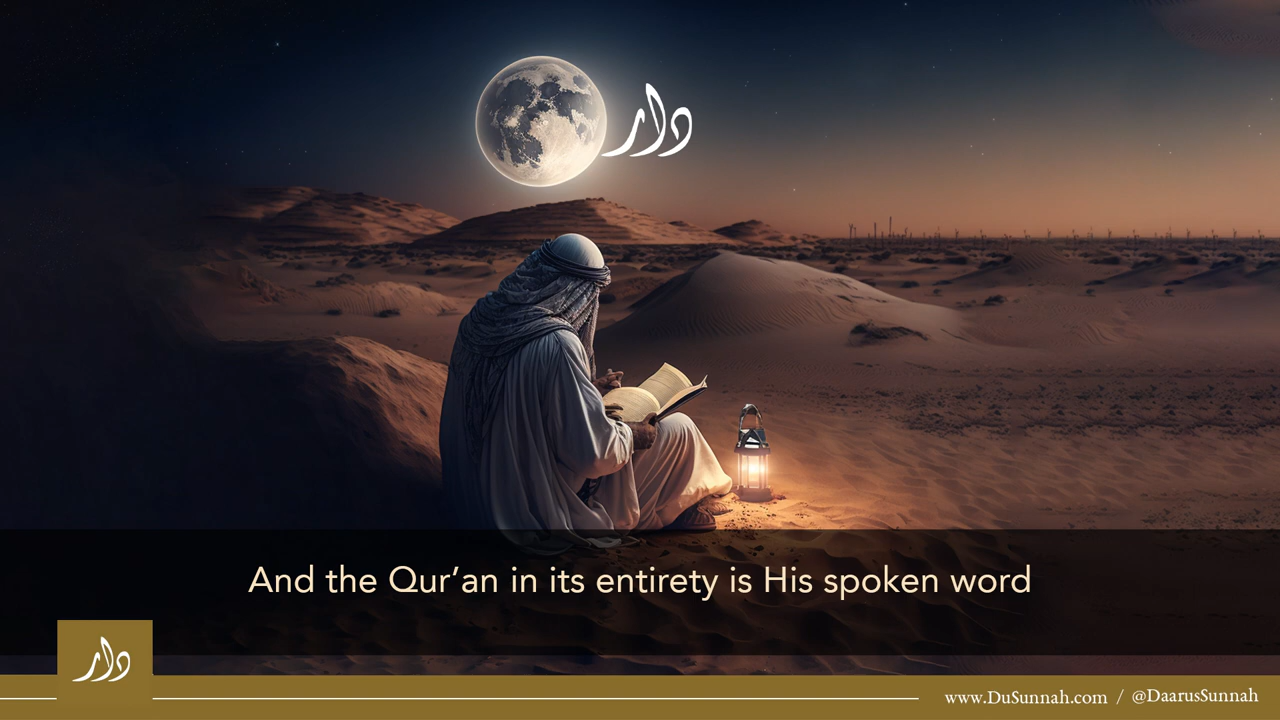 دار
And the Qur’an in its entirety is His spoken word
دار
www.DuSunnah.com / @DaarusSunnah